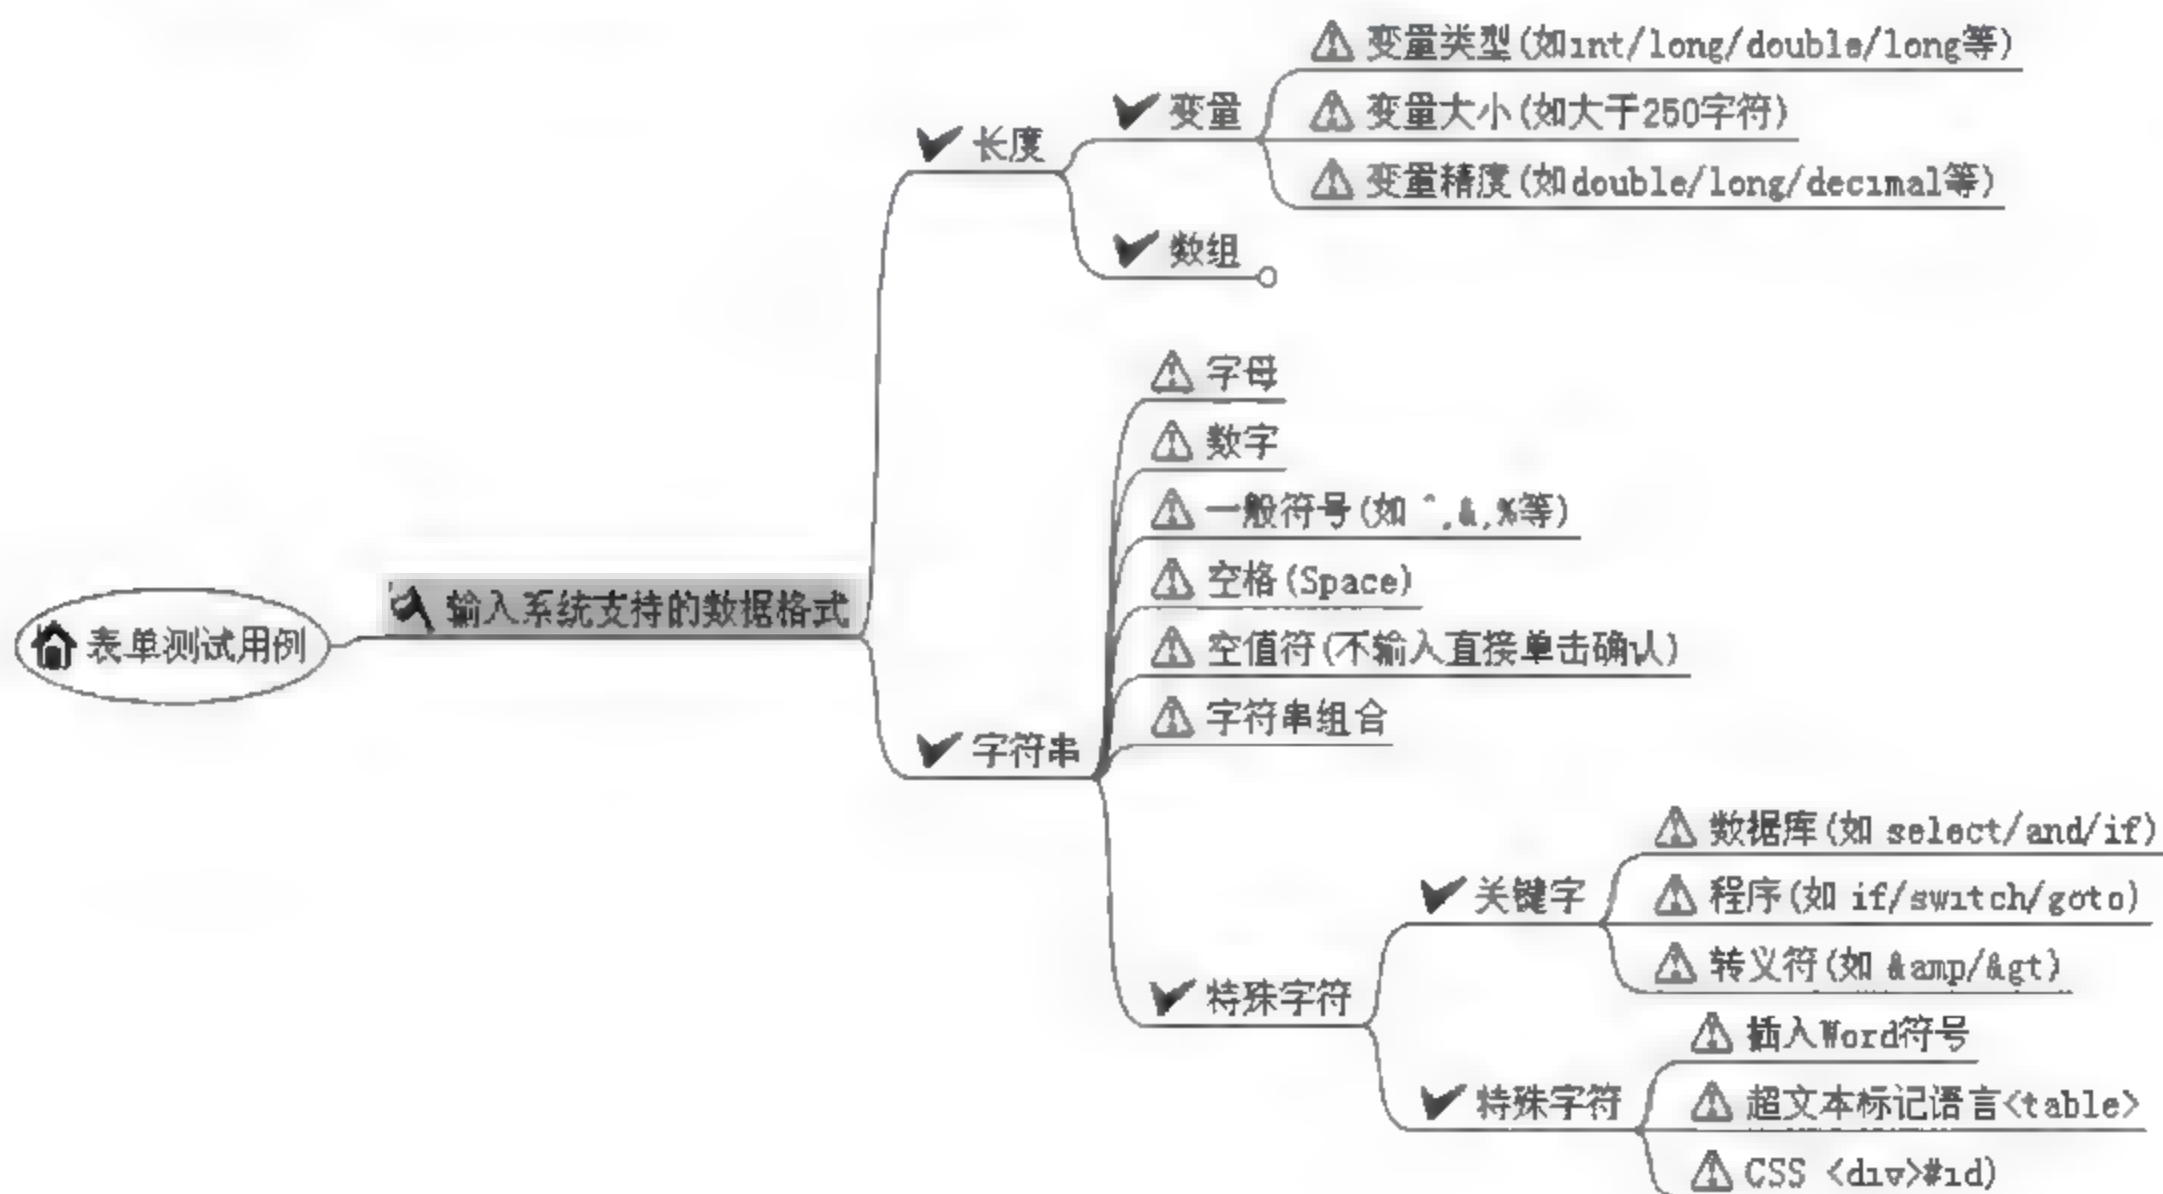 变量类型(如int/long/double/long等)
变量
变量大小(如大于250字符)
长度
变量精度(如double/long/decimal等)
数组
字母
数字
一般符号(如 ^,&,%等)
空格(Space)
输入系统支持的数据格式
表单测试用例
空值符(不输入直接单击确认)
字符串组合
字符串
数据库(如 select/and/if)
关键字
程序(如 if/switch/goto)
转义符(如 &amp/&gt)
特殊字符
插入Word符号
特殊字符
超文本标记语言<table>
CSS <div>#id)